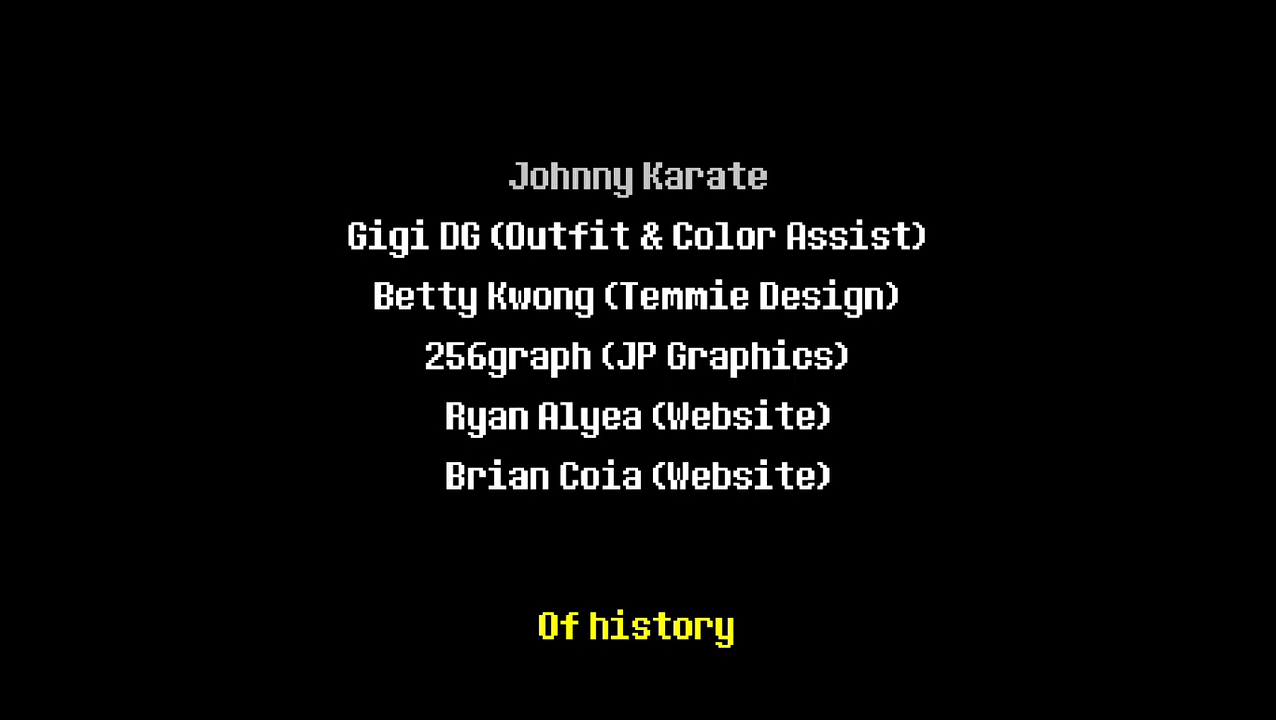 Johnny Karate
Gigi DG (Outfit & Color Assist)
Betty Kwong (Temmie Design)
256graph (JP Graphics)
Ryan Alyea (Website)
Brian Coia (Website)
Of history